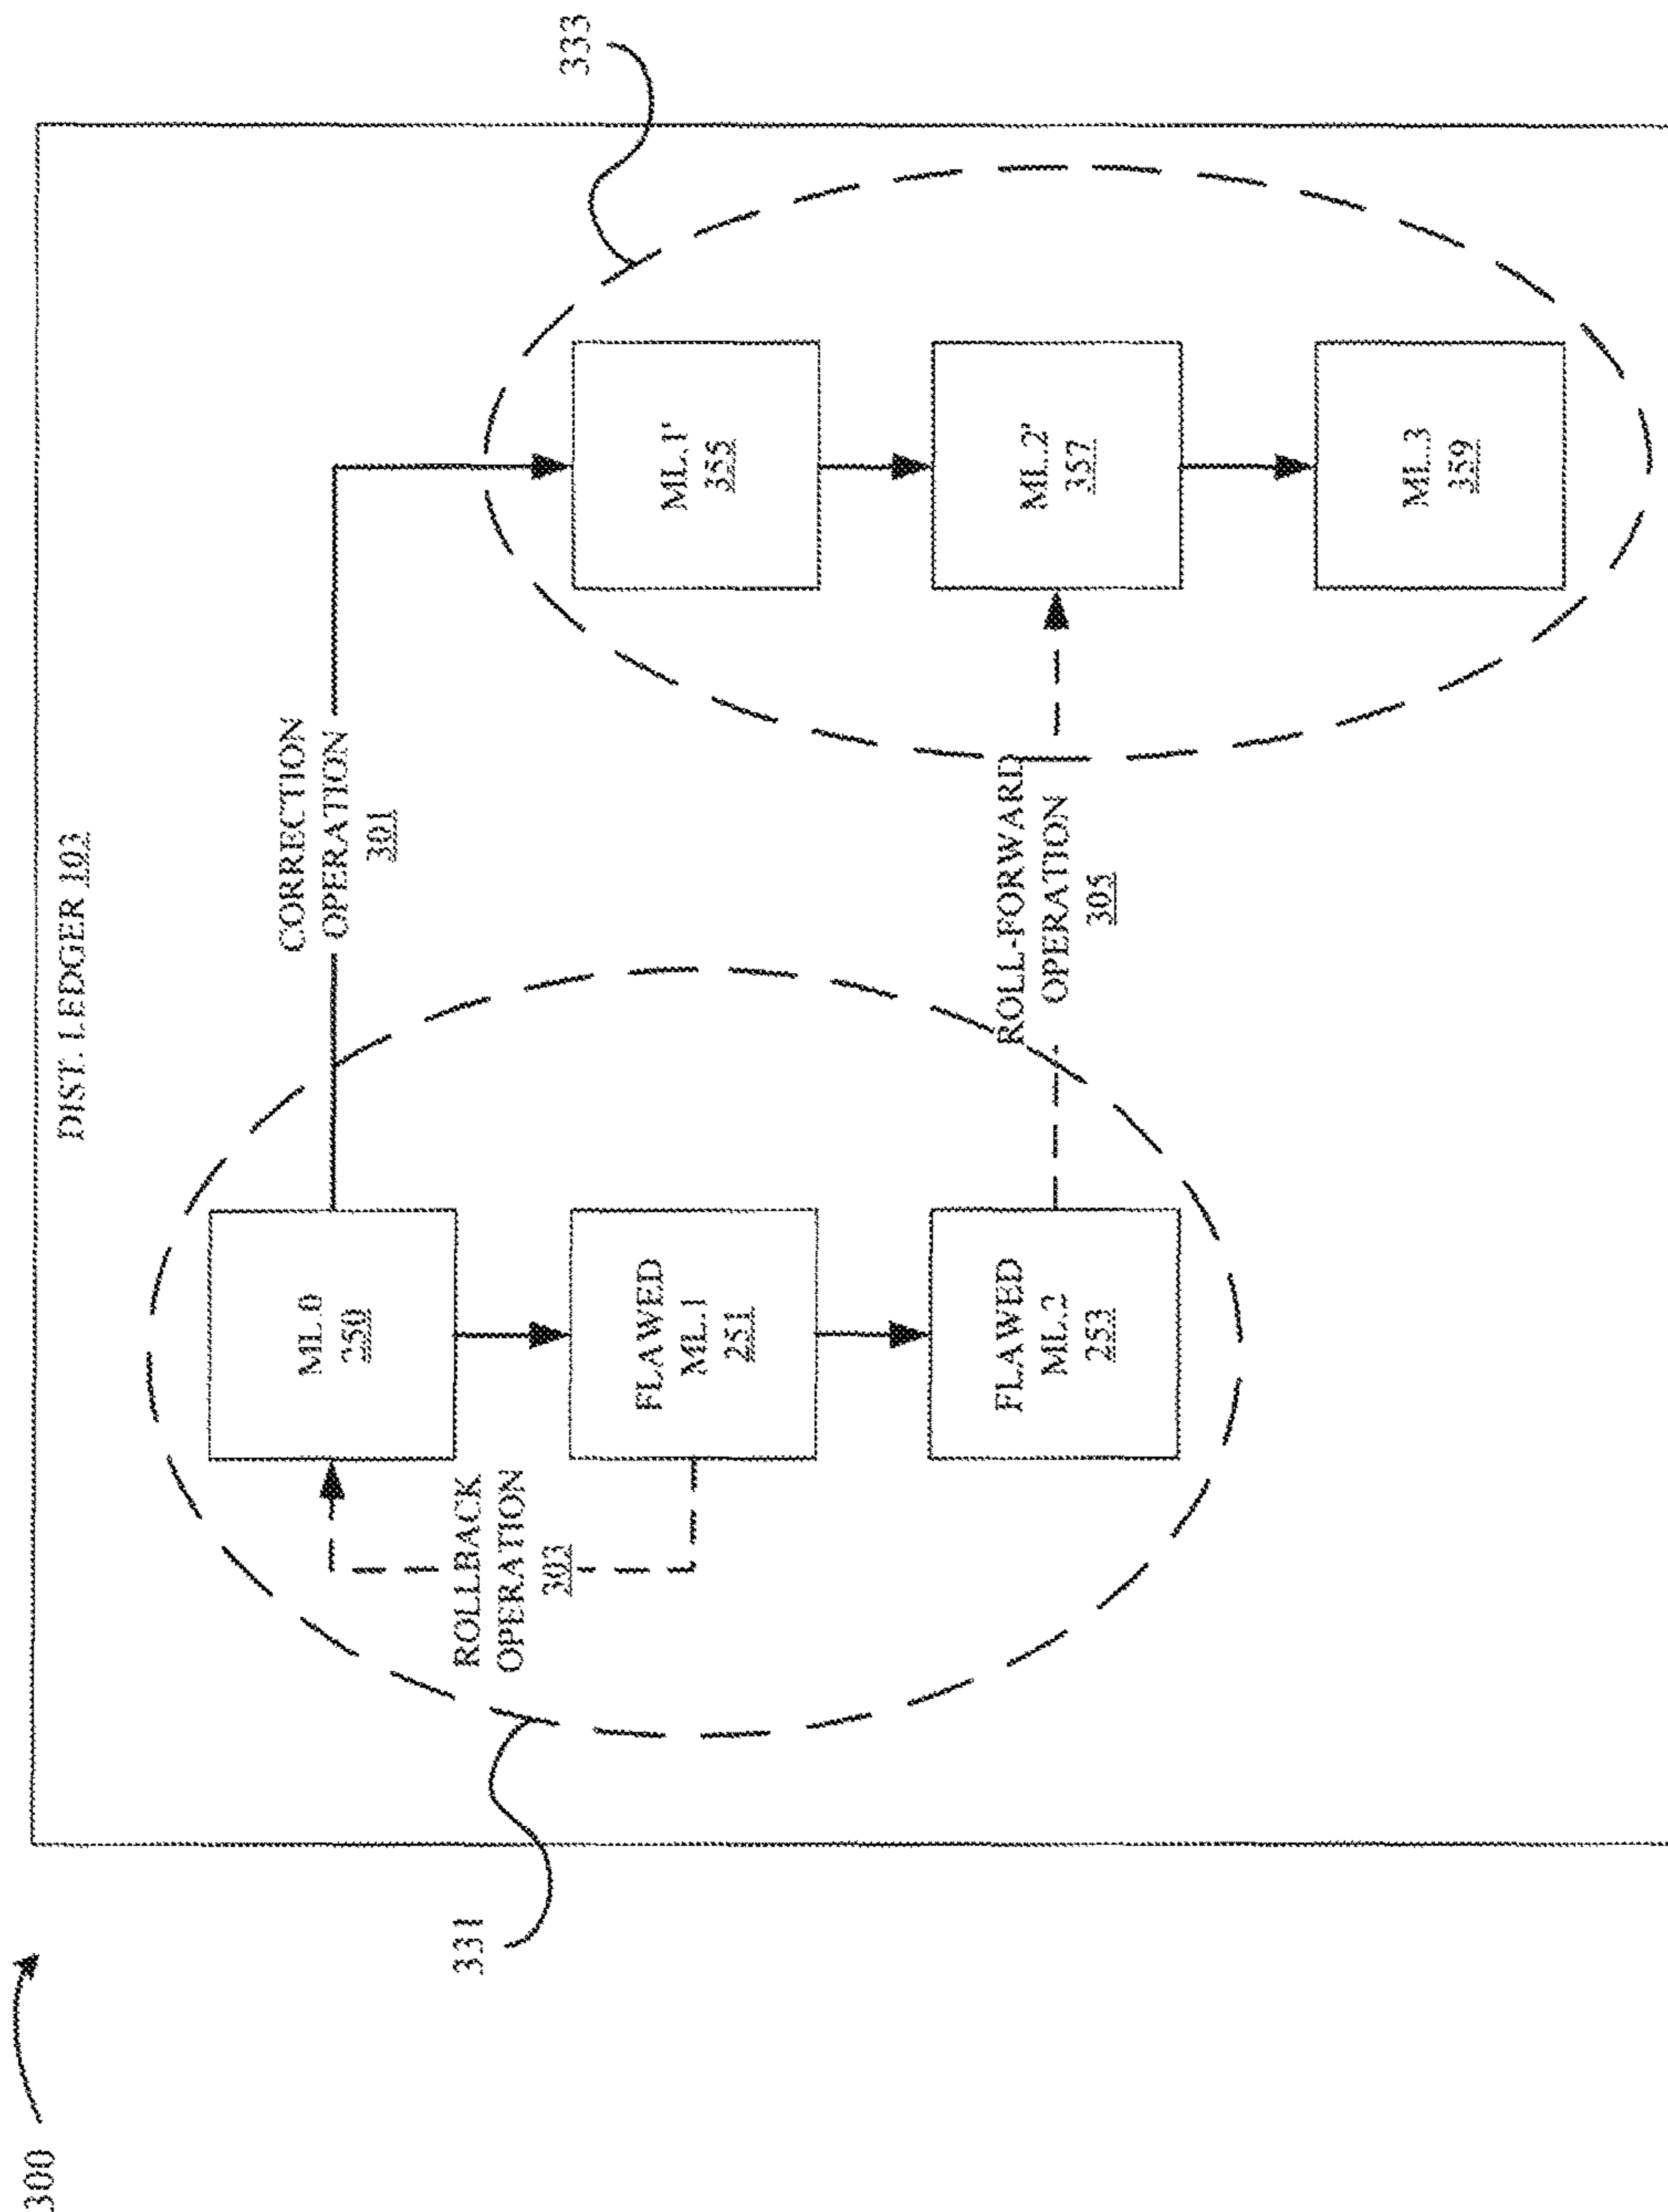 300
DIST. LEDGER 103
331
333
ML.0
250
ROLLBACK
OPERATION
303
FLAWED
ML.1
251
FLAWED
ML.2
253
CORRECTION
OPERATION
301
ROLL-FORWARD
OPERATION
305
ML.1'
355
ML.2'
357
ML.3
359